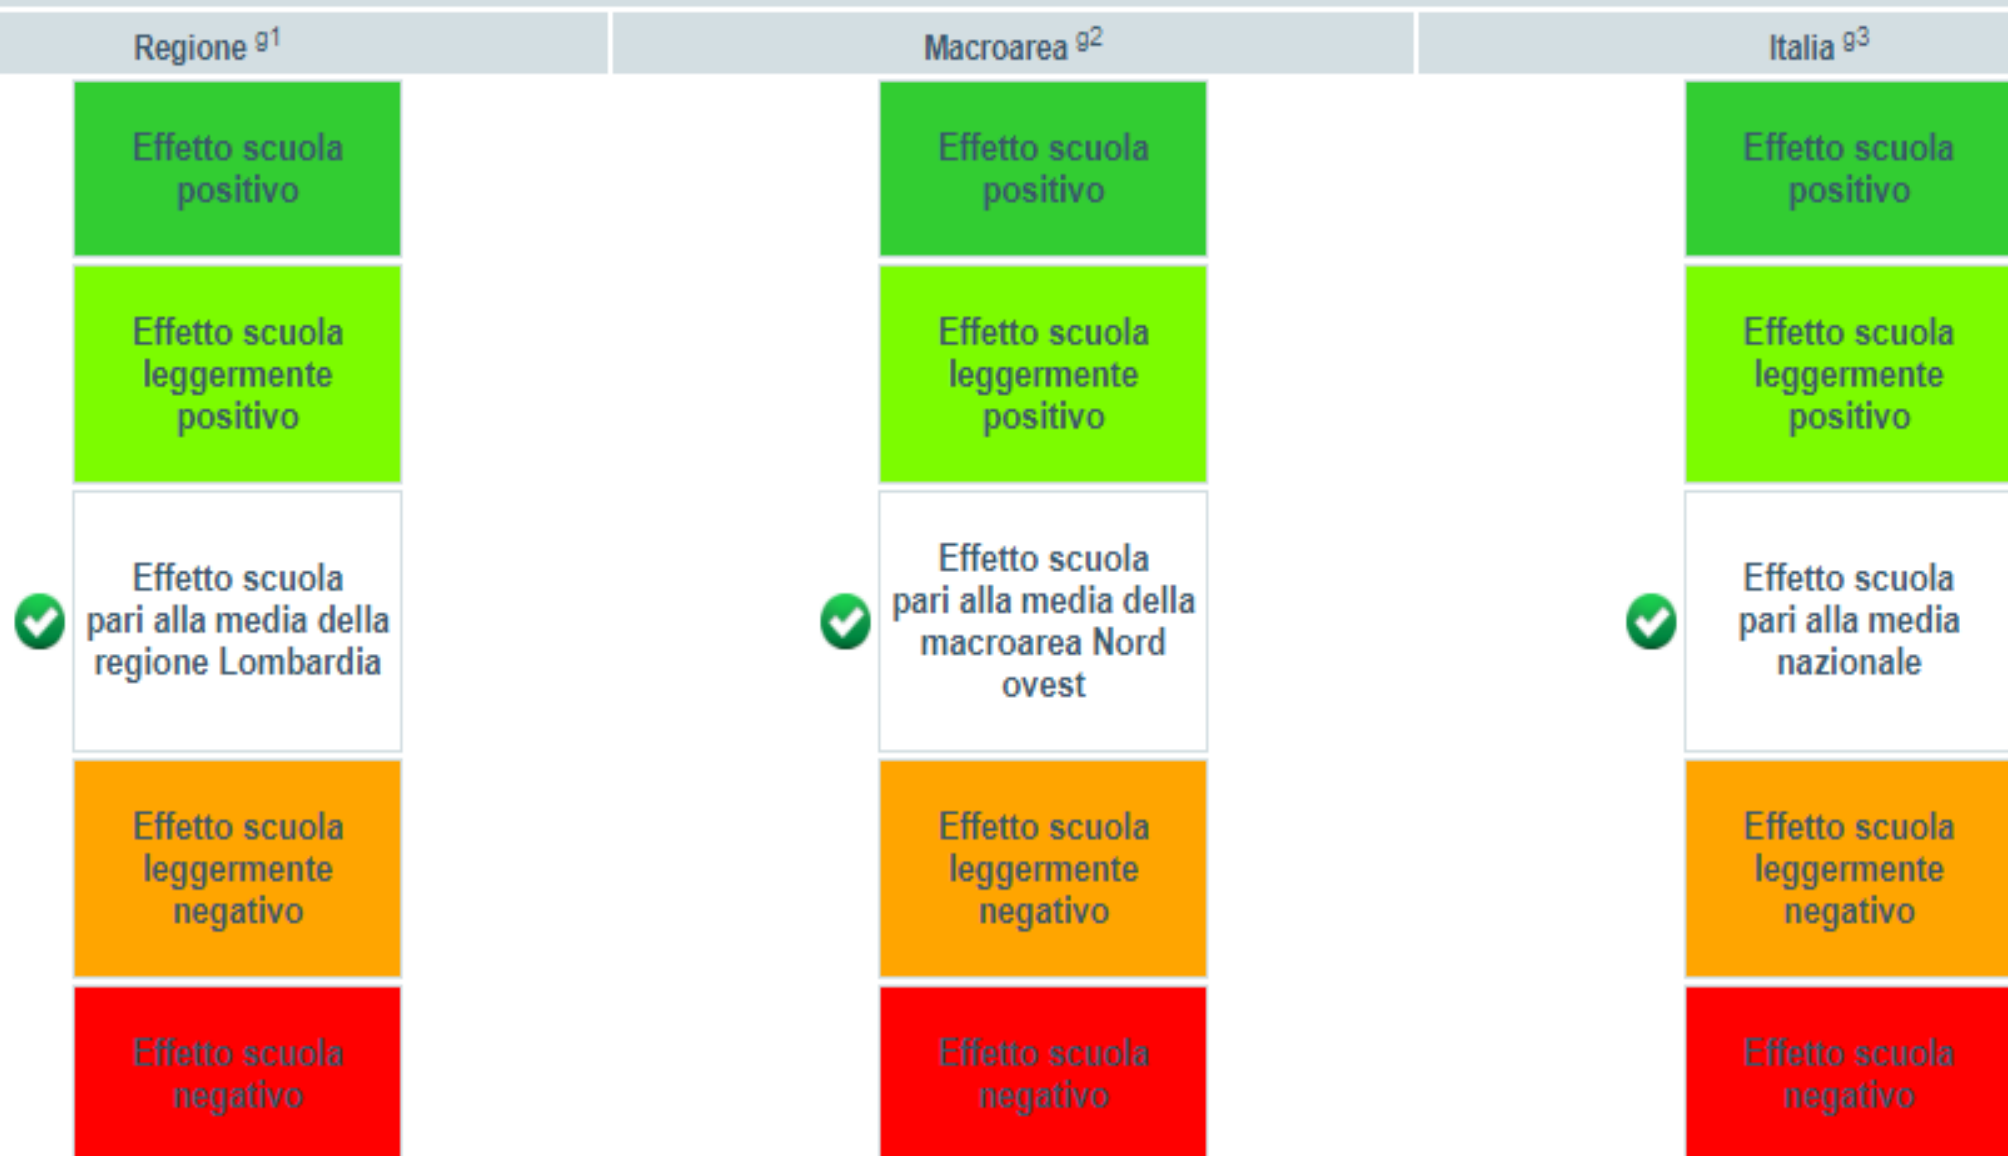 Regione g1
Macroarea g2
Italia g3
Effetto scuola
positivo
Effetto scuola
positivo
Effetto scuola
positivo
Effetto scuola
leggermente
positivo
Effetto scuola
leggermente
positivo
Effetto scuola
leggermente
positivo
Effetto scuola
pari alla media della
regione Lombardia
Effetto scuola
pari alla media della
macroarea Nord
ovest
Effetto scuola
pari alla media
nazionale
Effetto scuola
leggermente
negativo
Effetto scuola
leggermente
negativo
Effetto scuola
leggermente
negativo
Effetto scuola
negativo
Effetto scuola
negativo
Effetto scuola
negativo